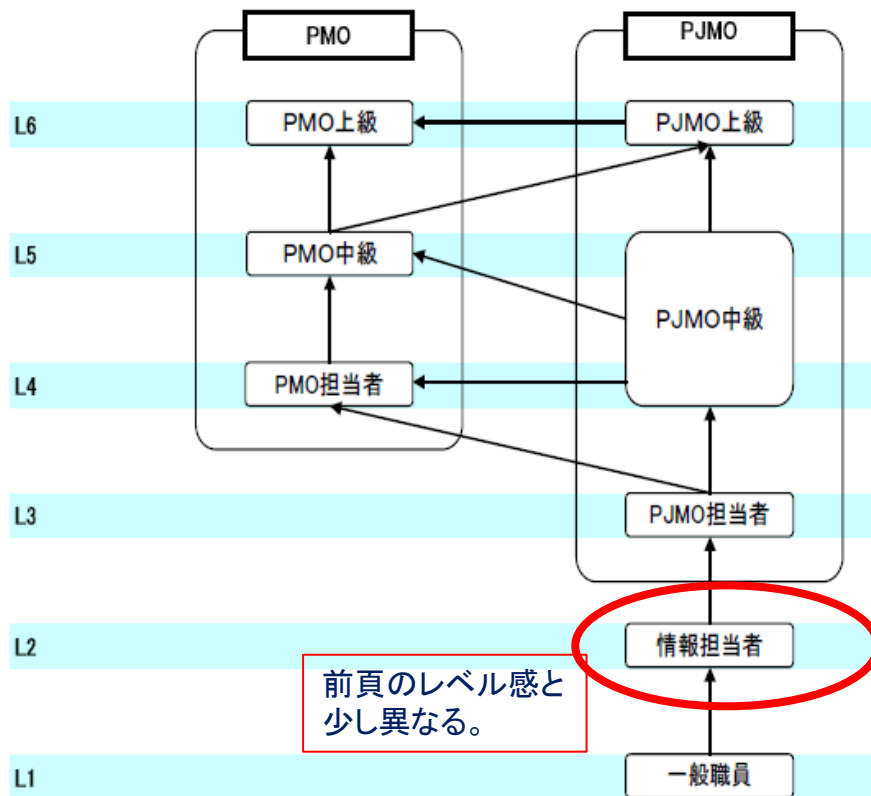 PMO
PJMO
L6
PMO上級
PJMO上級
L5
PMO中級
PJMO中級
L4
PMO担当者
L3
PJMO担当者
L2
情報担当者
前頁のレベル感と
少し異なる。
L1
一般職員